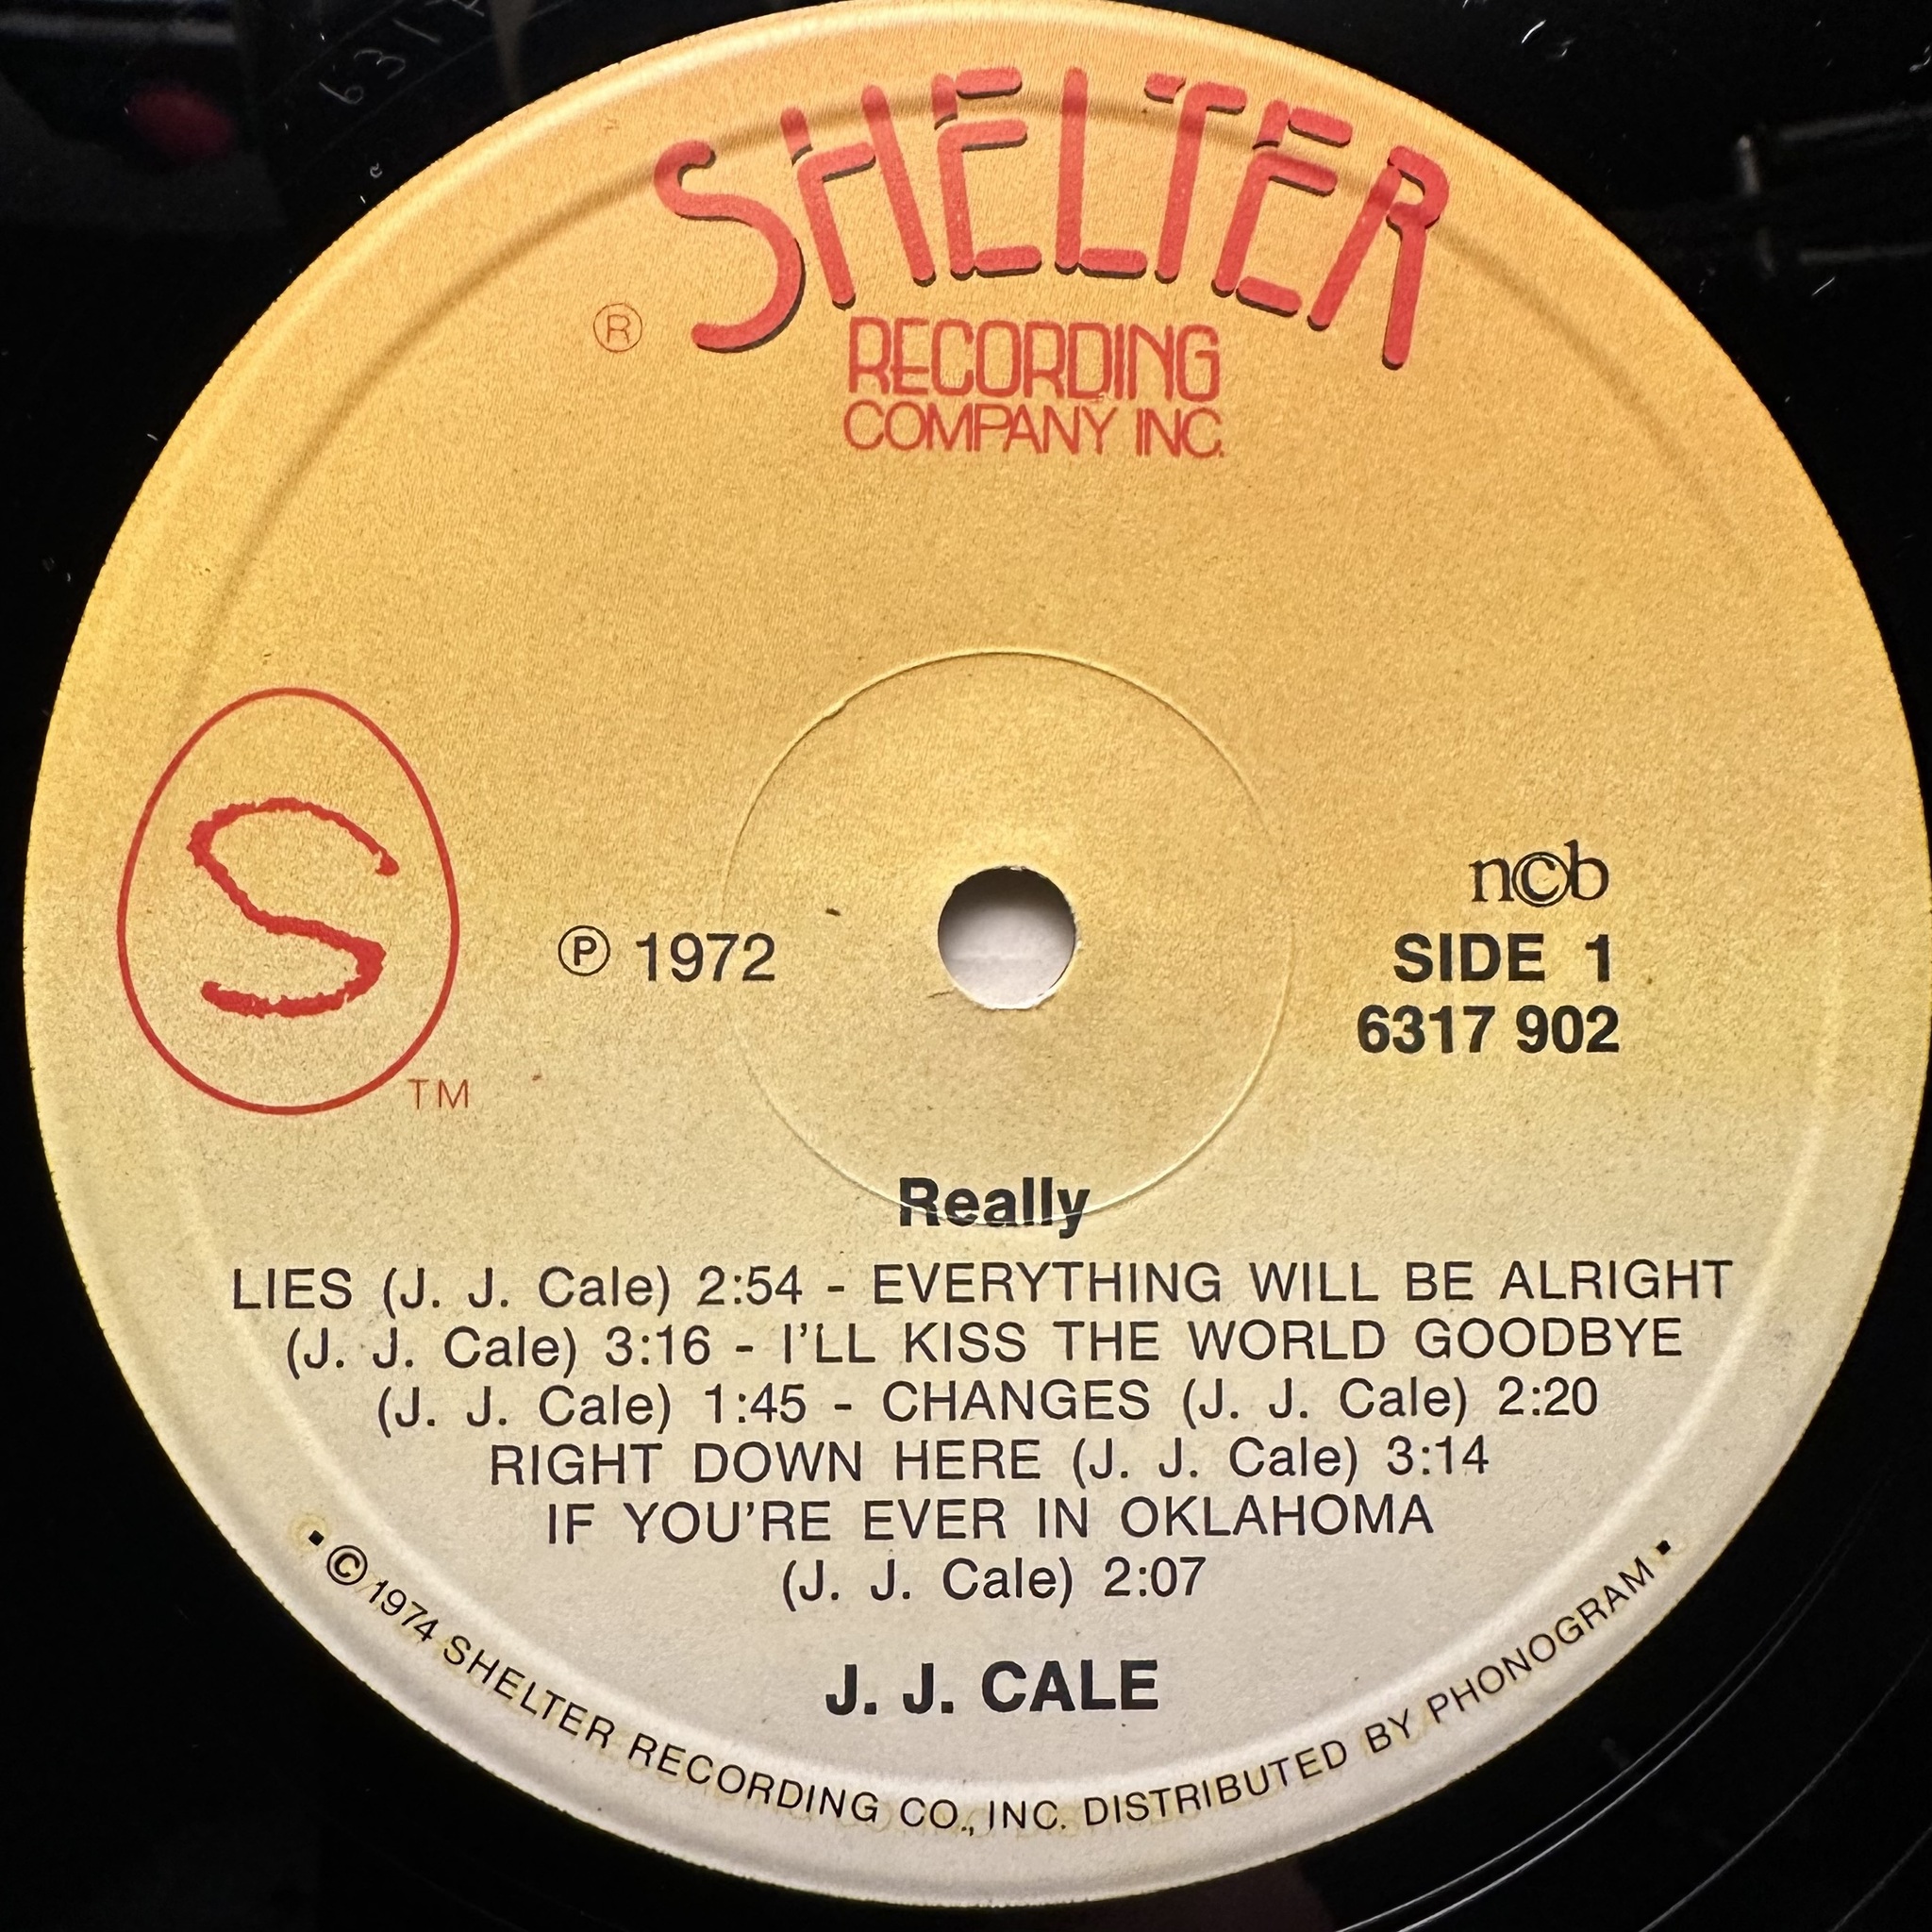 SHELTER
®
RECORDING
COMPANY INC.
S
TM
℗ 1972
n©b
SIDE 1
6317 902
Really
LIES (J. J. Cale) 2:54 - EVERYTHING WILL BE ALRIGHT
(J. J. Cale) 3:16 - I'LL KISS THE WORLD GOODBYE
(J. J. Cale) 1:45 - CHANGES (J. J. Cale) 2:20
RIGHT DOWN HERE (J. J. Cale) 3:14
IF YOU'RE EVER IN OKLAHOMA
(J. J. Cale) 2:07
J. J. CALE
• © 1974 SHELTER RECORDING CO., INC. DISTRIBUTED BY PHONOGRAM •